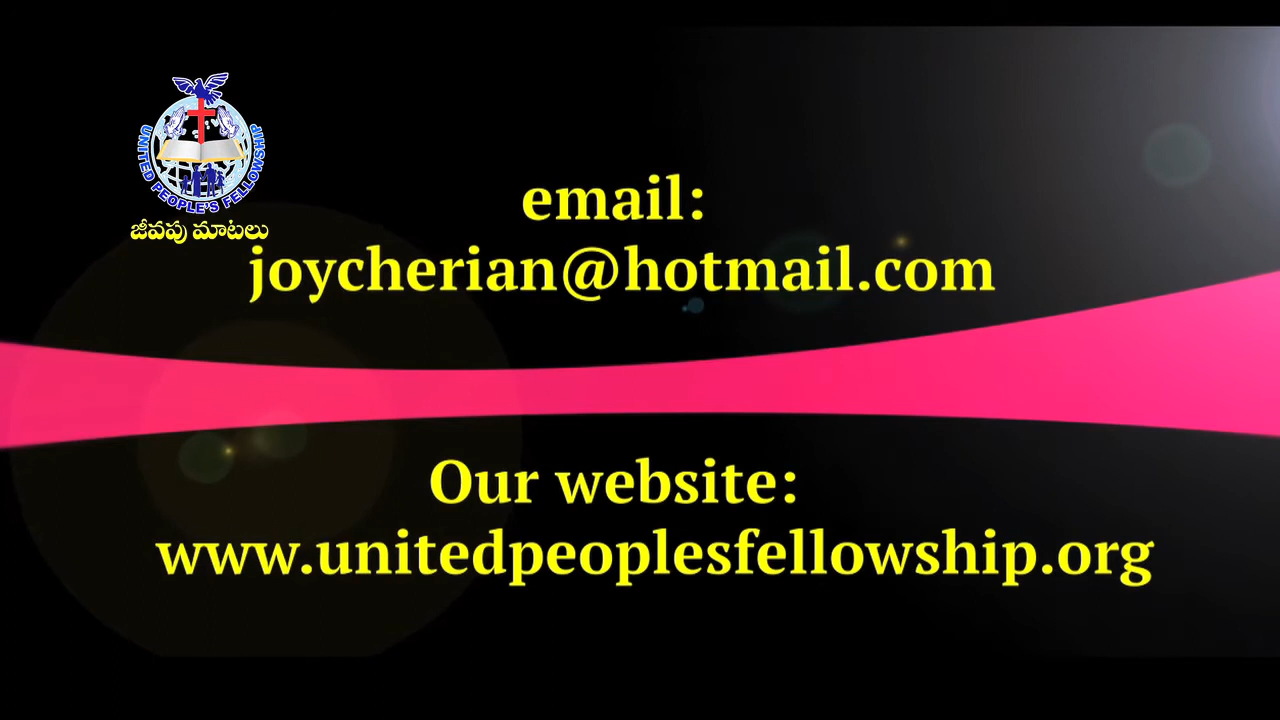 UNITED PEOPLE'S FELLOWSHIP
జీవపు మాటలు
email:
joycherian@hotmail.com
Our website:
www.unitedpeoplesfellowship.org